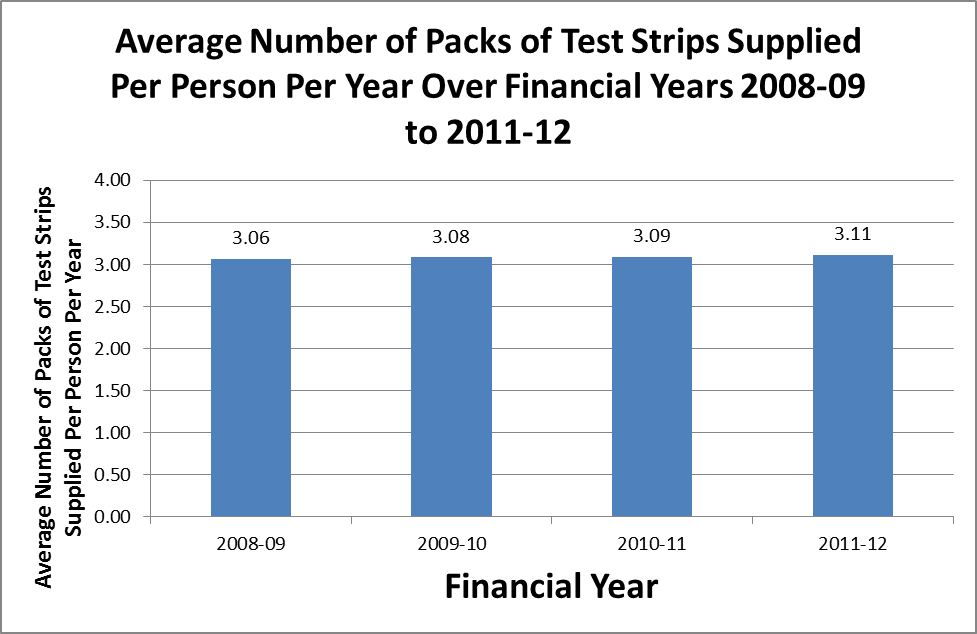 Average Number of Packs of Test Strips Supplied
Per Person Per Year Over Financial Years 2008-09
to 2011-12
Average Number of Packs of Test Strips
Supplied Per Person Per Year
4.00
3.50
3.00
2.50
2.00
1.50
1.00
0.50
0.00
3.06
3.08
3.09
3.11
2008-09
2009-10
2010-11
2011-12
Financial Year